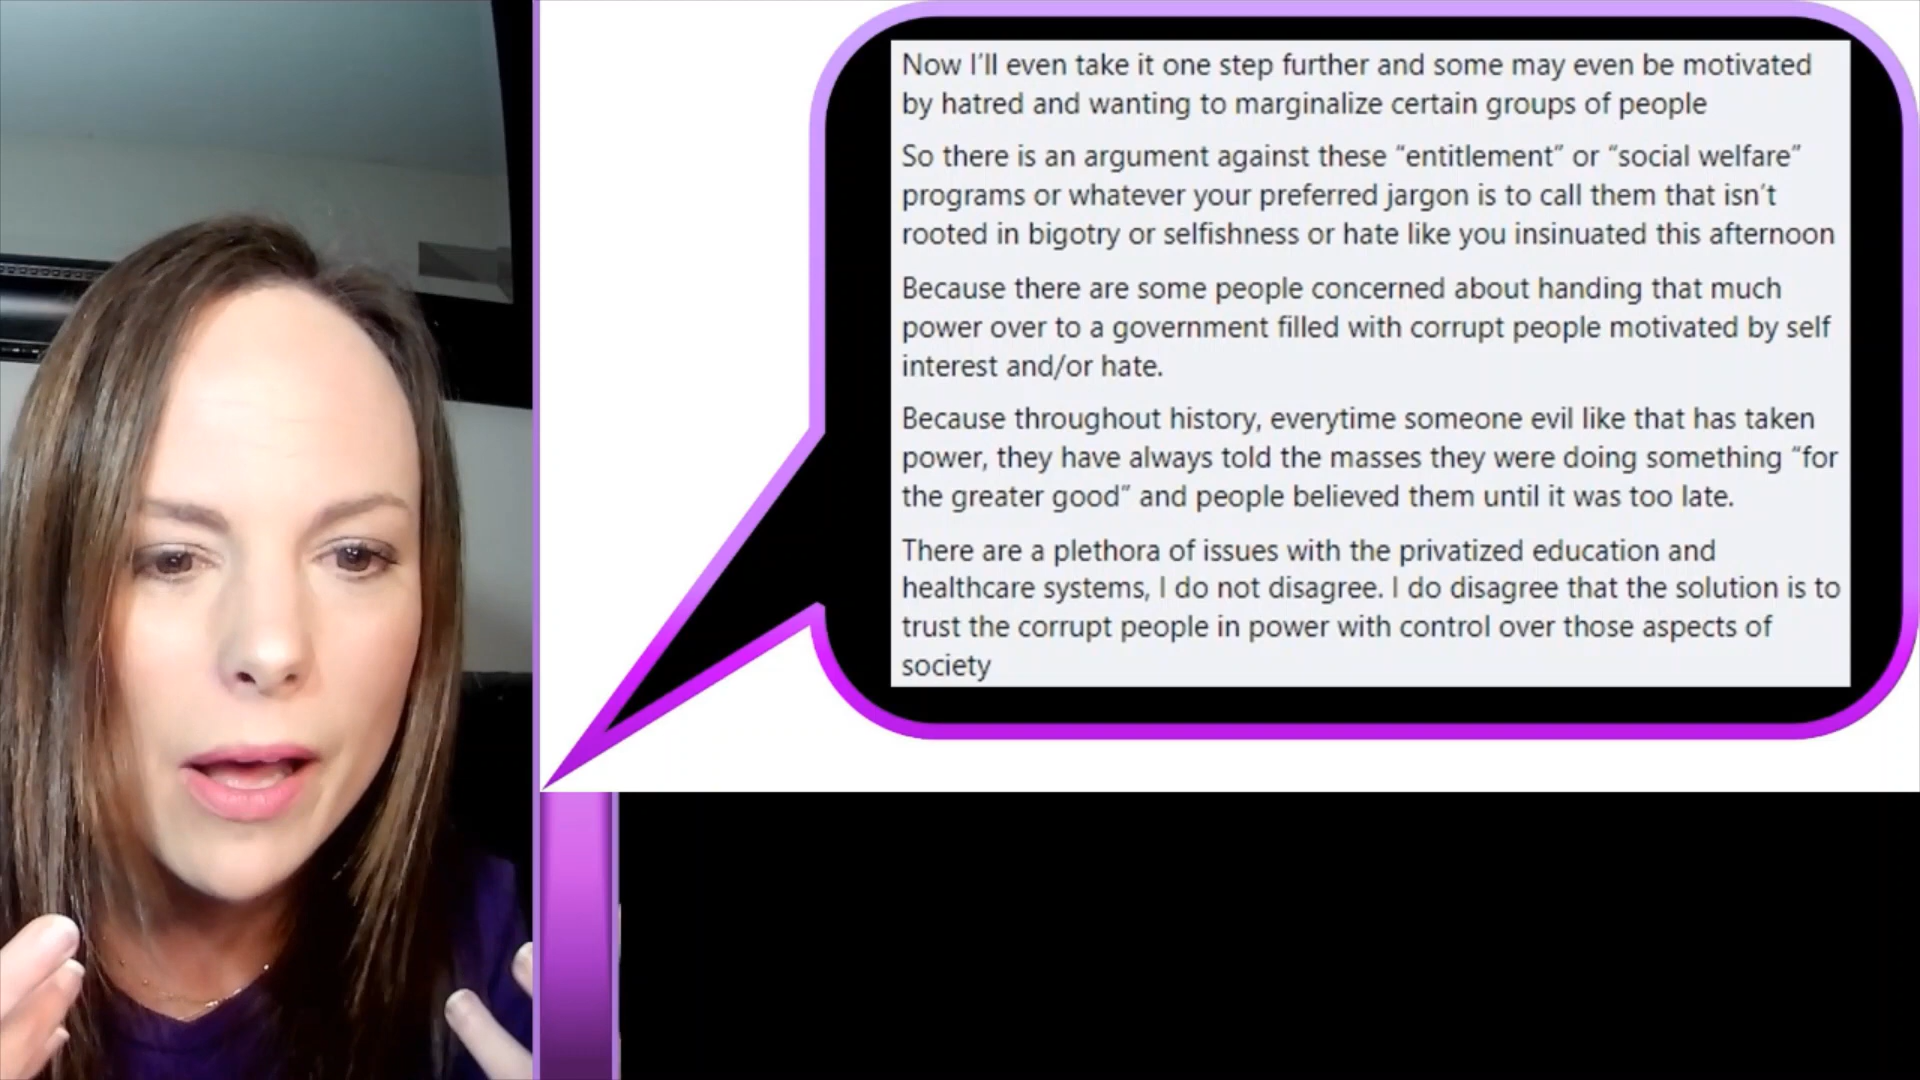 Now I'll even take it one step further and some may even be motivated
by hatred and wanting to marginalize certain groups of people
So there is an argument against these “entitlement” or “social welfare”
programs or whatever your preferred jargon is to call them that isn't
rooted in bigotry or selfishness or hate like you insinuated this afternoon
Because there are some people concerned about handing that much
power over to a government filled with corrupt people motivated by self
interest and/or hate.
Because throughout history, everytime someone evil like that has taken
power, they have always told the masses they were doing something “for
the greater good” and people believed them until it was too late.
There are a plethora of issues with the privatized education and
healthcare systems, I do not disagree. I do disagree that the solution is to
trust the corrupt people in power with control over those aspects of
society